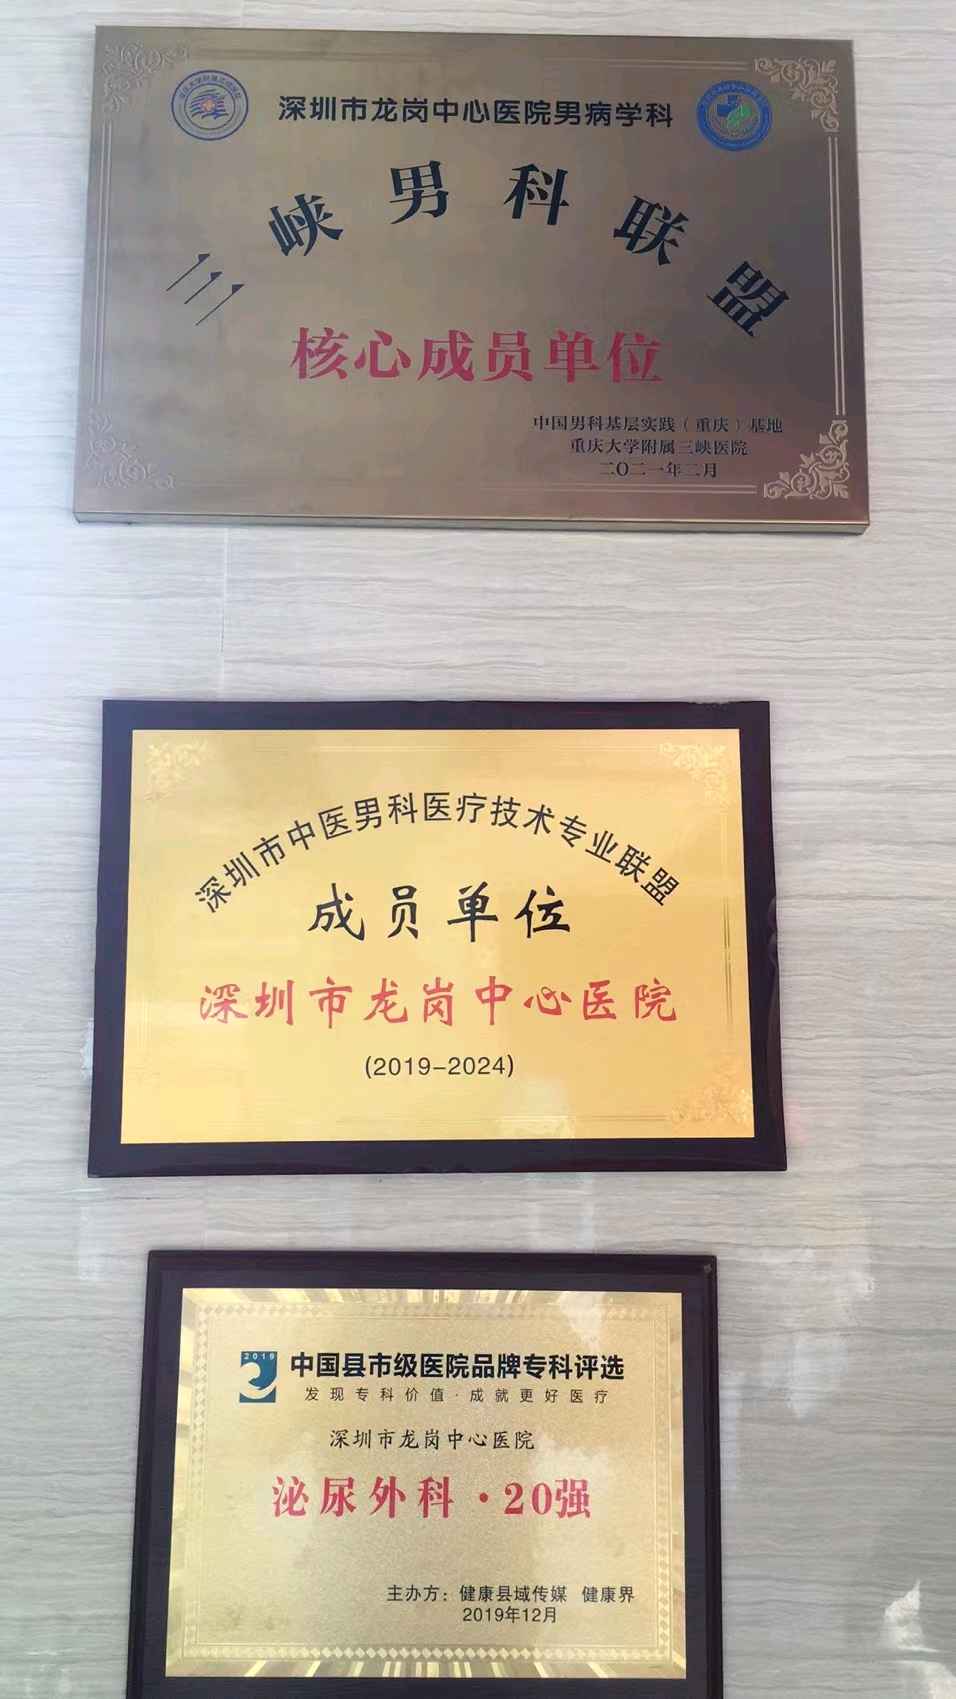 深圳市龙岗中心医院男病学科
三峡男科联盟
核心成员单位
中国男科基层实践（重庆）基地
重庆大学附属三峡医院
二〇二一年二月
深圳市中医男科医疗技术专业联盟
成员单位
深圳市龙岗中心医院
(2019-2024)
2019
中国县市级医院品牌专科评选
发现专科价值·成就更好医疗
深圳市龙岗中心医院
泌尿外科·20强
主办方：健康县域传媒 健康界
2019年12月